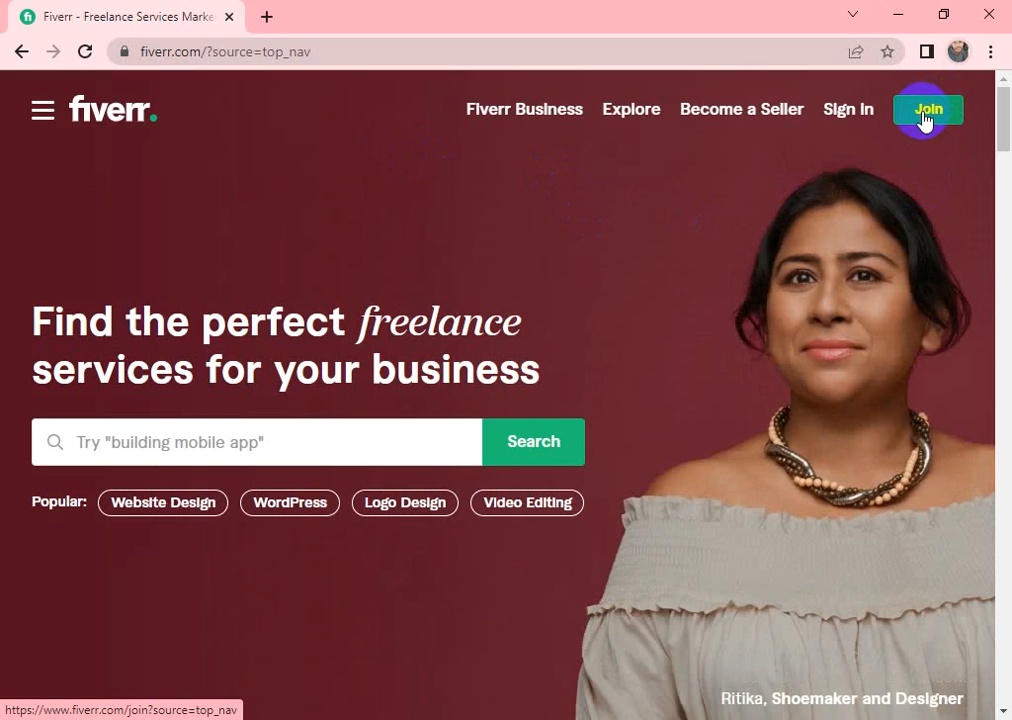 Fiverr - Freelance Services Marke
fiverr.com/?source=top_nav
fiverr.
Fiverr Business
Explore
Become a Seller
Sign in
Join
Find the perfect freelance
services for your business
Try "building mobile app"
Search
Popular:
Website Design
WordPress
Logo Design
Video Editing
Ritika, Shoemaker and Designer
https://www.fiverr.com/join?source=top_nav